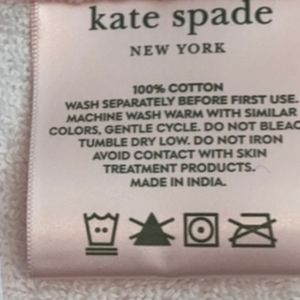 kate spade
NEW YORK
100% COTTON
WASH SEPARATELY BEFORE FIRST USE.
MACHINE WASH WARM WITH SIMILAR
COLORS, GENTLE CYCLE. DO NOT BLEAC
TUMBLE DRY LOW. DO NOT IRON
AVOID CONTACT WITH SKIN
TREATMENT PRODUCTS.
MADE IN INDIA.